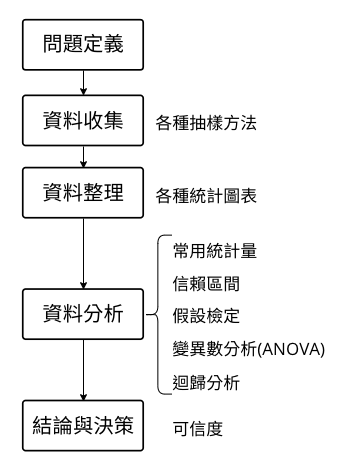 問題定義
資料收集
各種抽樣方法
資料整理
各種統計圖表
資料分析
常用統計量
信賴區間
假設檢定
變異數分析(ANOVA)
迴歸分析
結論與決策
可信度